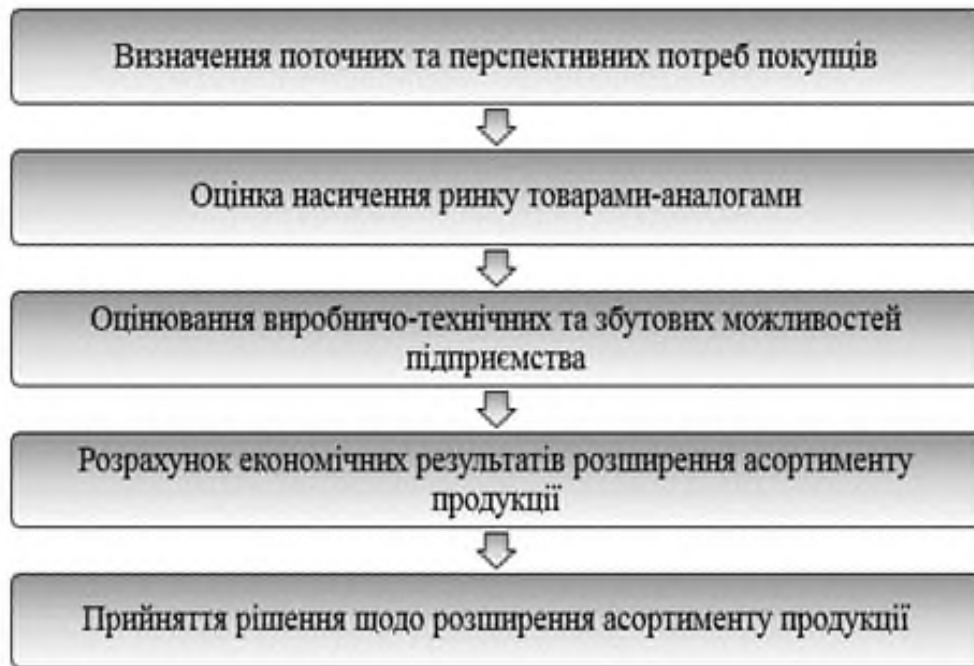 Визначення поточних та перспективних потреб покупців
Оцінка насичення ринку товарами-аналогами
Оцінювання виробничо-технічних та збутових можливостей
підприємства
Розрахунок економічних результатів розширення асортименту
продукції
Прийняття рішення щодо розширення асортименту продукції